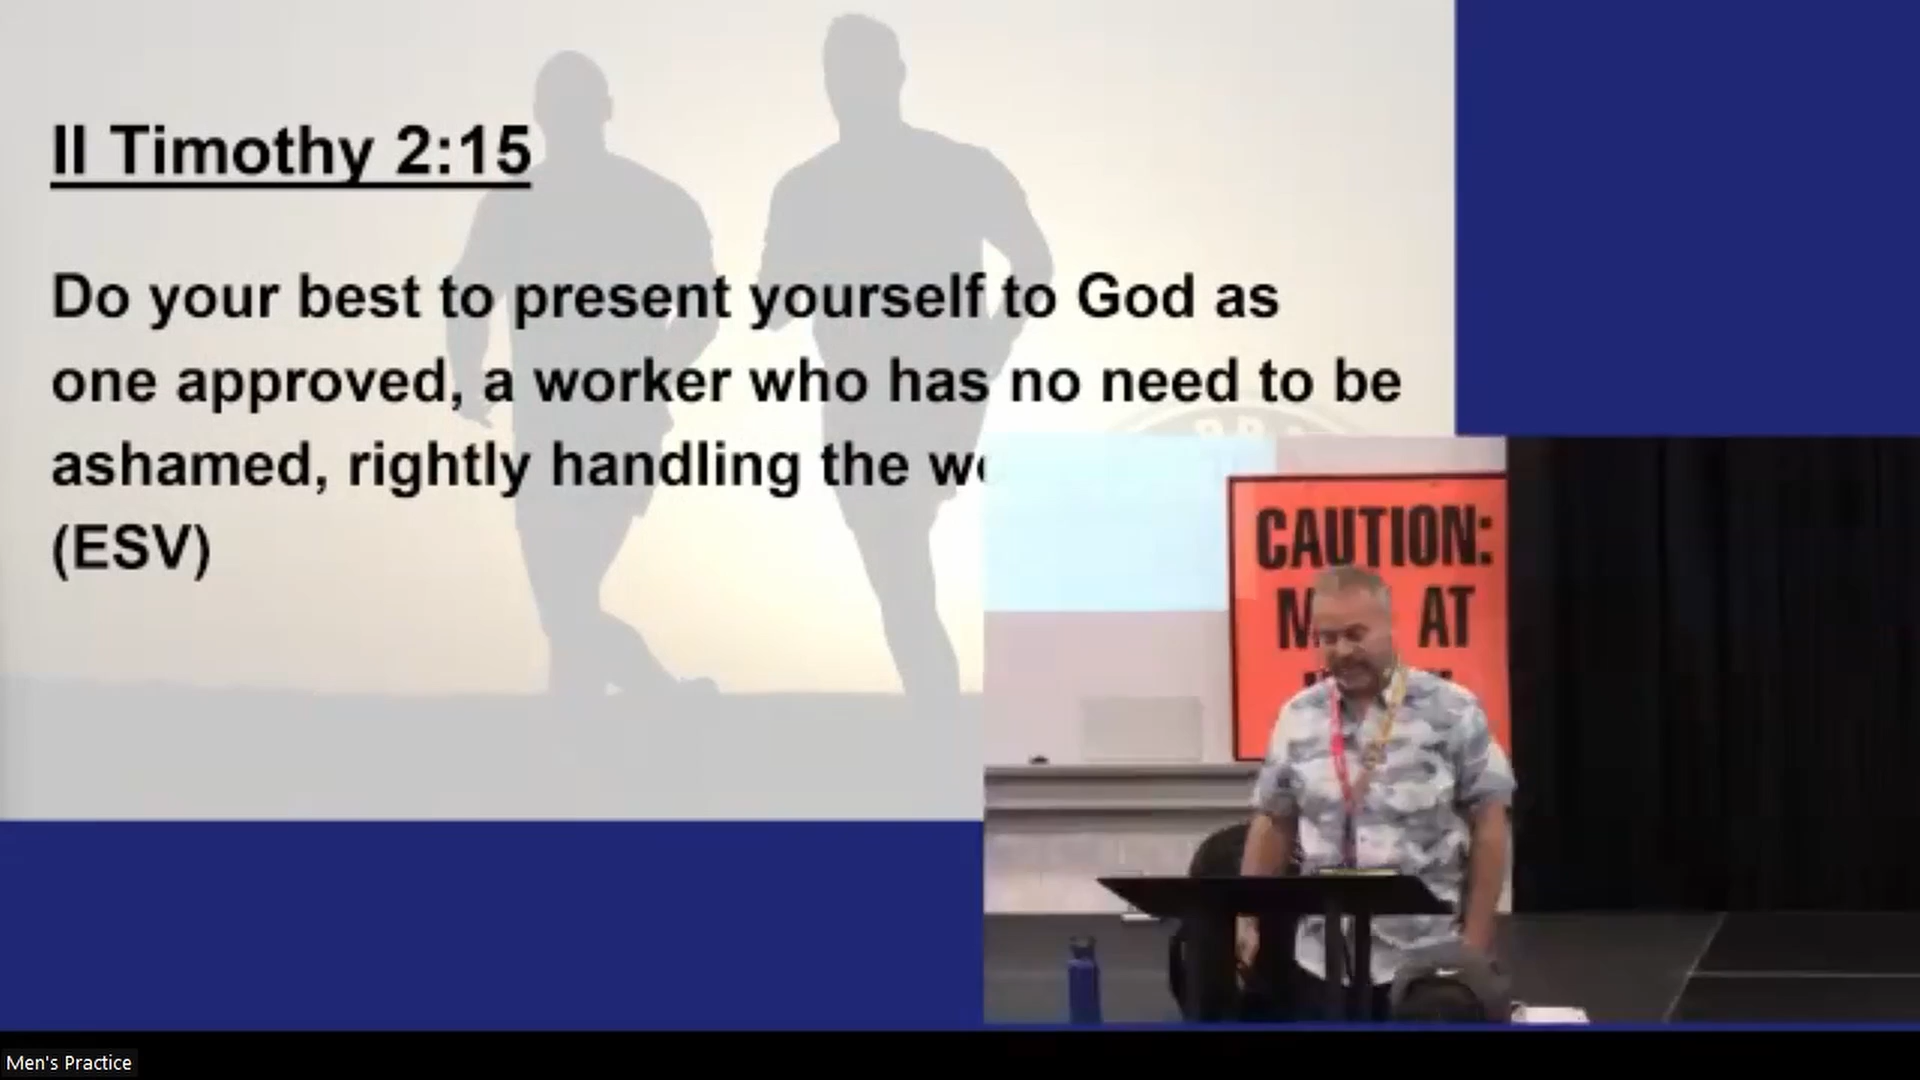 II Timothy 2:15
Do your best to present yourself to God as
one approved, a worker who has no need to be
ashamed, rightly handling the
(ESV)
CAUTION:
AT
Men's Practice